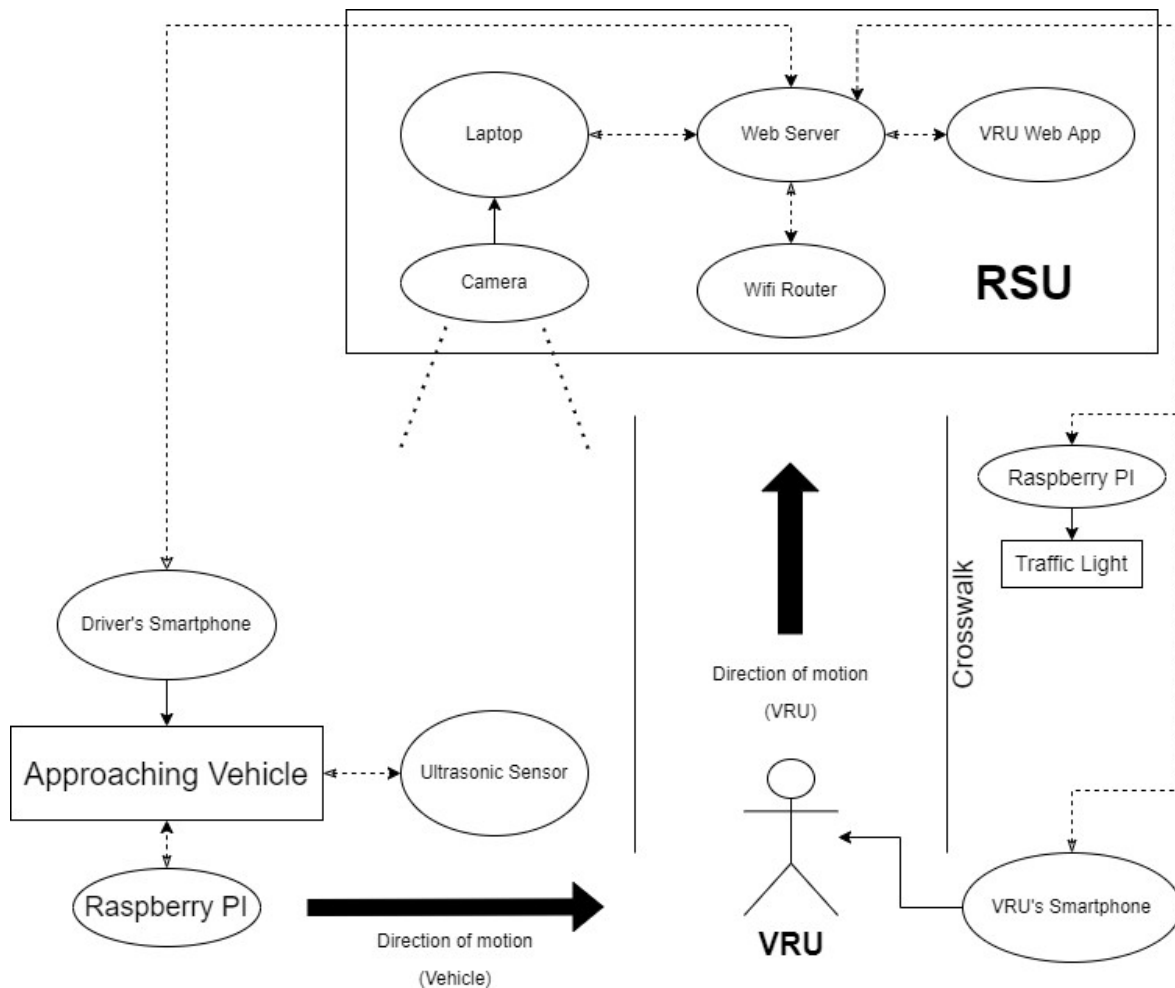 Laptop
Web Server
VRU Web App
Camera
Wifi Router
RSU
Raspberry PI
Traffic Light
Crosswalk
Driver's Smartphone
Direction of motion
(VRU)
Approaching Vehicle
Ultrasonic Sensor
Raspberry PI
VRU's Smartphone
VRU
Direction of motion
(Vehicle)